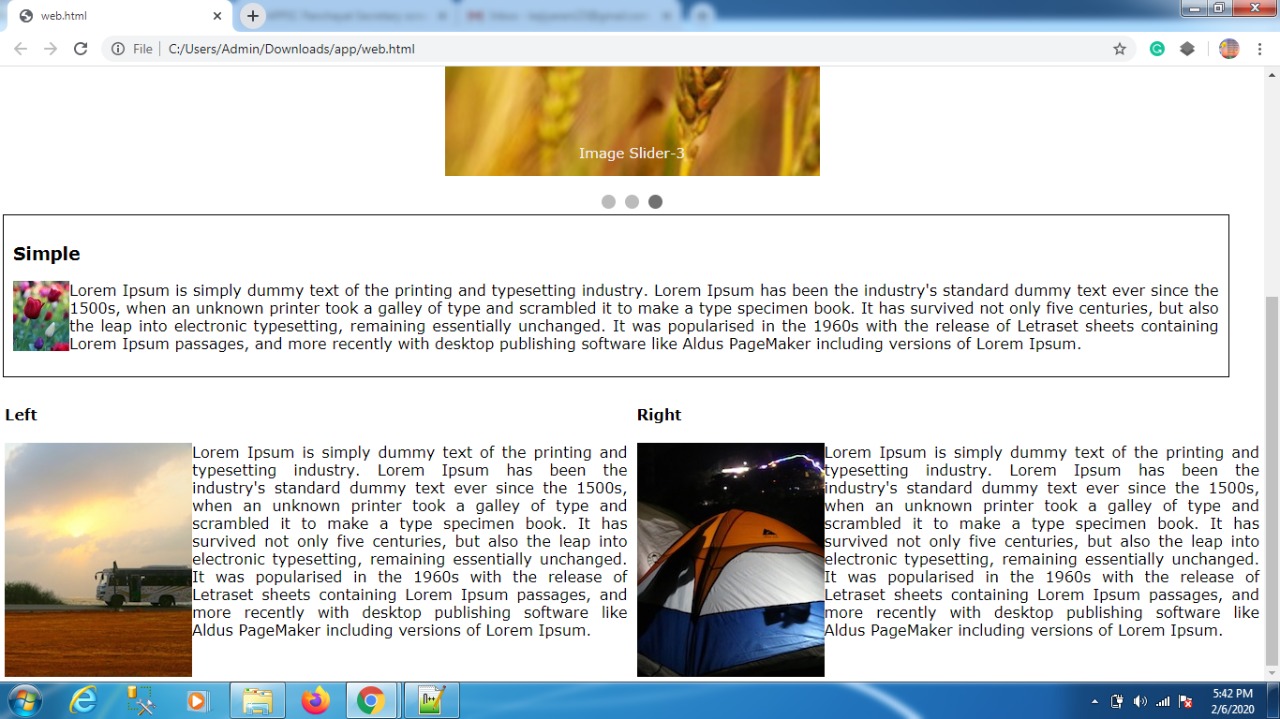 web.html
File
C:/Users/Admin/Downloads/app/web.html
Image Slider-3
Simple
Lorem Ipsum is simply dummy text of the printing and typesetting industry. Lorem Ipsum has been the industry's standard dummy text ever since the
1500s, when an unknown printer took a galley of type and scrambled it to make a type specimen book. It has survived not only five centuries, but also
the leap into electronic typesetting, remaining essentially unchanged. It was popularised in the 1960s with the release of Letraset sheets containing
Lorem Ipsum passages, and more recently with desktop publishing software like Aldus PageMaker including versions of Lorem Ipsum.
Left
Lorem Ipsum is simply dummy text of the printing and
typesetting industry. Lorem Ipsum has been the
industry's standard dummy text ever since the 1500s,
when an unknown printer took a galley of type and
scrambled it to make a type specimen book. It has
survived not only five centuries, but also the leap into
electronic typesetting, remaining essentially unchanged.
It was popularised in the 1960s with the release of
Letraset sheets containing Lorem Ipsum passages, and
more recently with desktop publishing software like
Aldus PageMaker including versions of Lorem Ipsum.
Right
Lorem Ipsum is simply dummy text of the printing and
typesetting industry. Lorem Ipsum has been the
industry's standard dummy text ever since the 1500s,
when an unknown printer took a galley of type and
scrambled it to make a type specimen book. It has
survived not only five centuries, but also the leap into
electronic typesetting, remaining essentially unchanged.
It was popularised in the 1960s with the release of
Letraset sheets containing Lorem Ipsum passages, and
more recently with desktop publishing software like
Aldus PageMaker including versions of Lorem Ipsum.
5:42 PM
2/6/2020